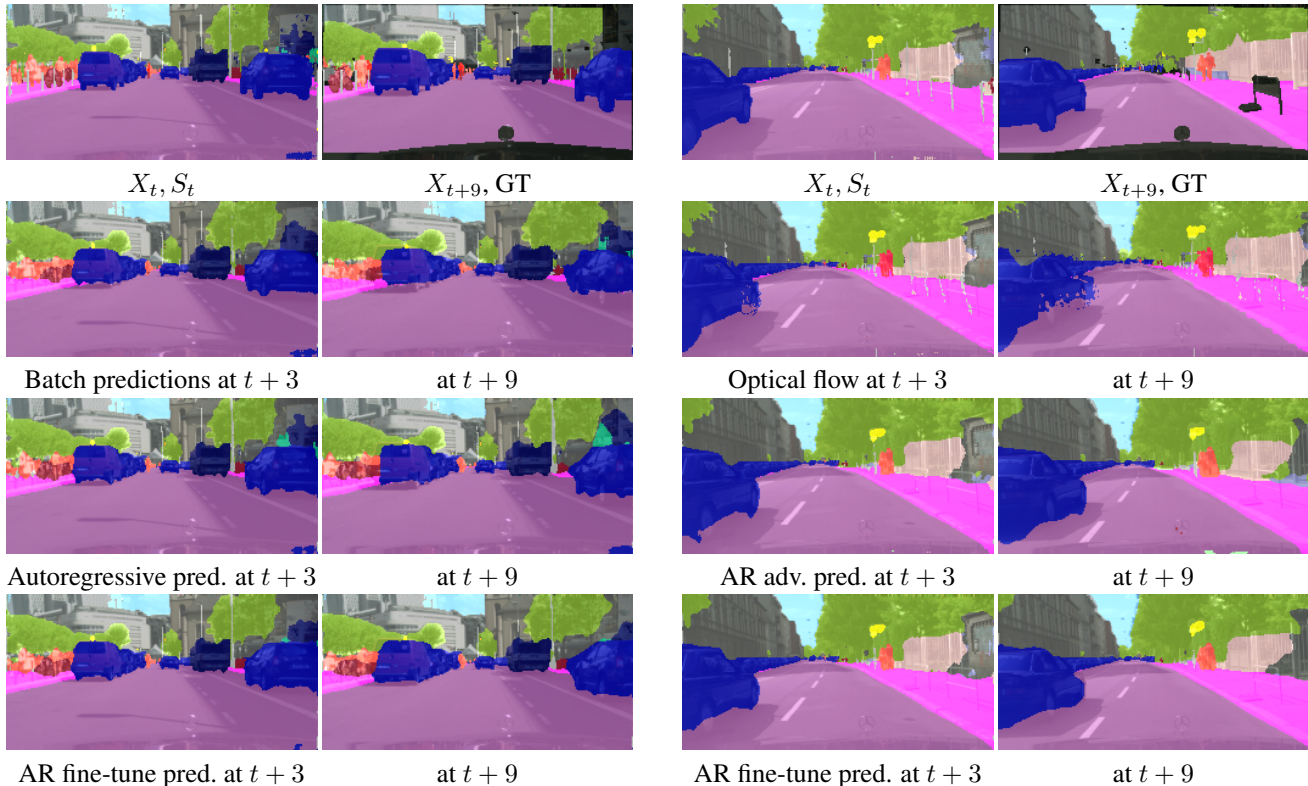 X_t, S_t
X_{t+9}, GT
X_t, S_t
X_{t+9}, GT
Batch predictions at t + 3
at t + 9
Optical flow at t + 3
at t + 9
Autoregressive pred. at t + 3
at t + 9
AR adv. pred. at t + 3
at t + 9
AR fine-tune pred. at t + 3
at t + 9
AR fine-tune pred. at t + 3
at t + 9